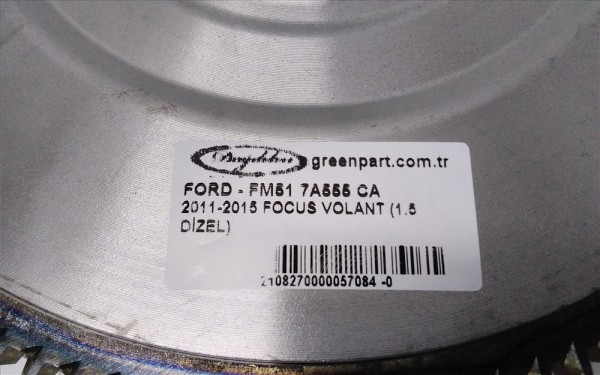 greenpart.com.tr
FORD - FM51 7A555 CA
2011-2015 FOCUS VOLANT (1.5
DİZEL)
2108270000057084 -0